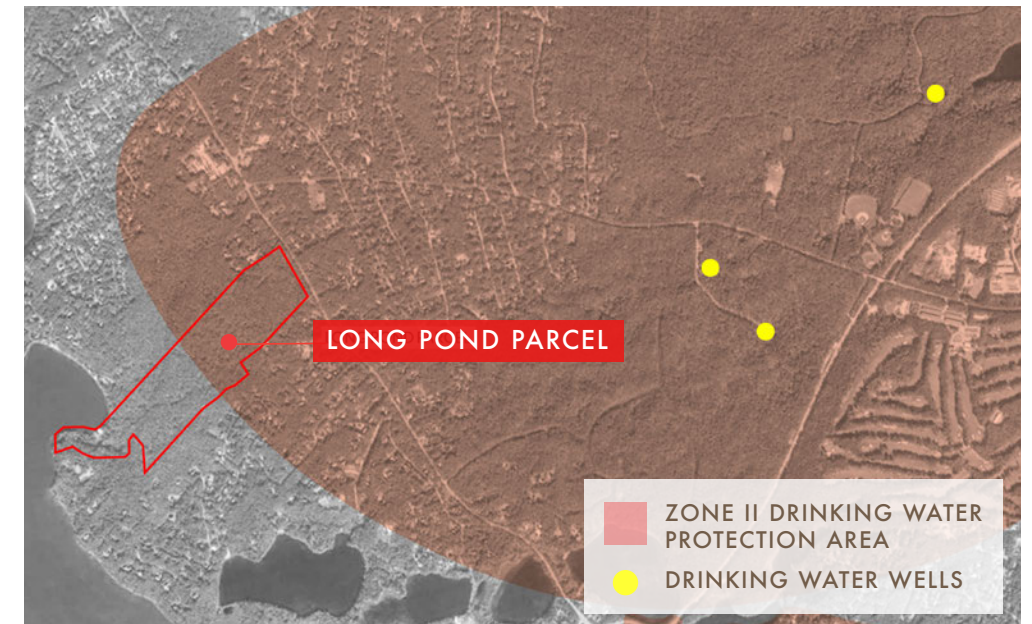 LONG POND PARCEL
ZONE II DRINKING WATER
PROTECTION AREA
DRINKING WATER WELLS